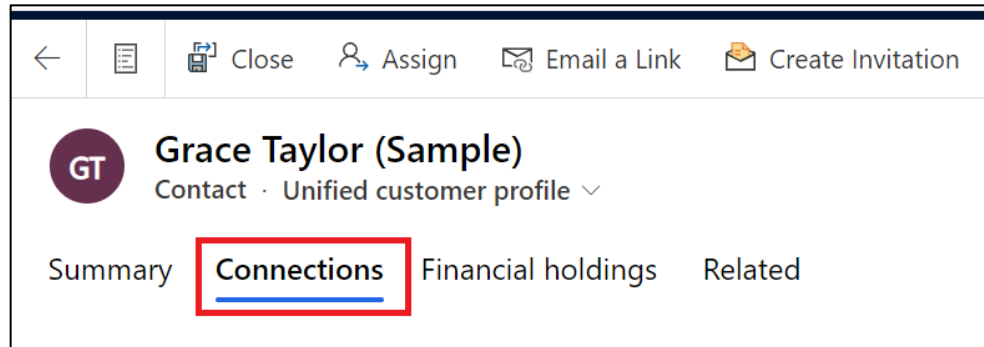 Close Assign Email a Link Create Invitation
GT
Grace Taylor (Sample)
Contact · Unified customer profile
Summary Connections Financial holdings Related